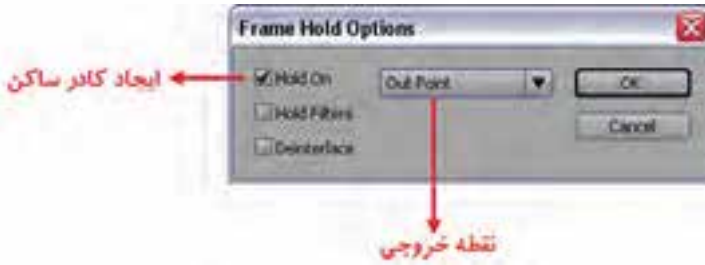 Frame Hold Options
ایجاد کادر ساکن
Hold On
Out Point
OK
Hold Filters
Cancel
Deinterlace
نقطه خروجی